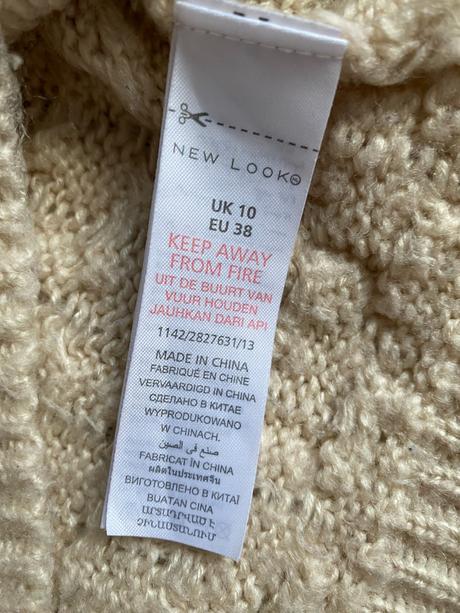 NEW LOOK
UK 10
EU 38
KEEP AWAY
FROM FIRE
UIT DE BUURT VAN
VUUR HOUDEN
JAUHKAN DARI API
1142/2827631/13
MADE IN CHINA
FABRIQUÉ EN CHINE
VERVAARDIGD IN CHINA
СДЕЛАНО В КИТАЕ
WYPRODUKOWANO
W CHINACH.
صنع في الصين
FABRICAT ÎN CHINA
ผลิตในประเทศจีน
ВИГОТОВЛЕНО В КИТАЇ
BUATAN CINA